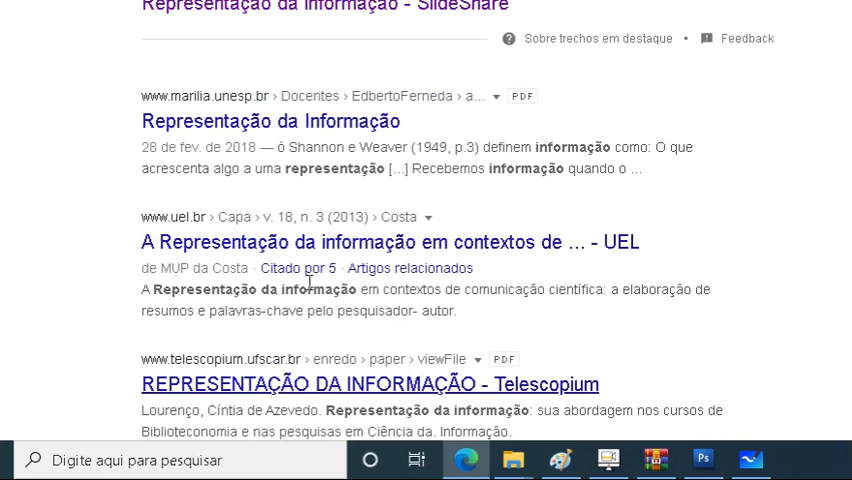 Representação da Informação - SlideShare
Sobre trechos em destaque • Feedback
www.marilia.unesp.br › Docentes › EdbertoFerneda › a... PDF
Representação da Informação
28 de fev. de 2018 — ó Shannon e Weaver (1949, p.3) definem informação como: O que
acrescenta algo a uma representação [...] Recebemos informação quando o ...
www.uel.br › Capa › v. 18, n. 3 (2013) › Costa
A Representação da informação em contextos de ... - UEL
de MUP da Costa · Citado por 5 · Artigos relacionados
A Representação da informação em contextos de comunicação científica: a elaboração de
resumos e palavras-chave pelo pesquisador- autor.
www.telescopium.ufscar.br › enredo › paper › viewFile PDF
REPRESENTAÇÃO DA INFORMAÇÃO - Telescopium
Lourenço, Cíntia de Azevedo. Representação da informação: sua abordagem nos cursos de
Biblioteconomia e nas pesquisas em Ciência da. Informação.
Digite aqui para pesquisar
Ps